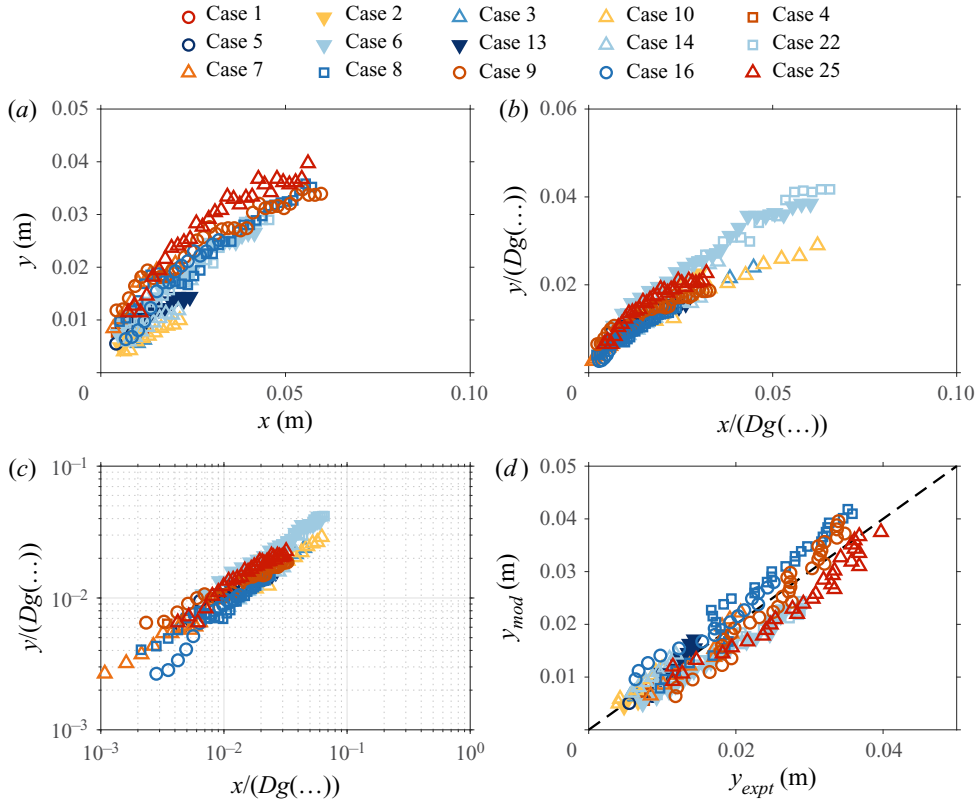 Case 1 Case 2 Case 3 Case 10 Case 4
Case 5 Case 6 Case 13 Case 14 Case 22
Case 7 Case 8 Case 9 Case 16 Case 25
(a)
0.05
0.04
0.03
0.02
0.01
0 0.05 0.10
y (m)
x (m)
(b)
0.06
0.04
0.02
0 0.05 0.10
y/(Dg(…))
x/(Dg(…))
(c)
10⁻¹
10⁻²
10⁻³
10⁻³ 10⁻² 10⁻¹ 10⁰
y/(Dg(…))
x/(Dg(…))
(d)
0.05
0.04
0.03
0.02
0.01
0 0.02 0.04
y_mod (m)
y_expt (m)